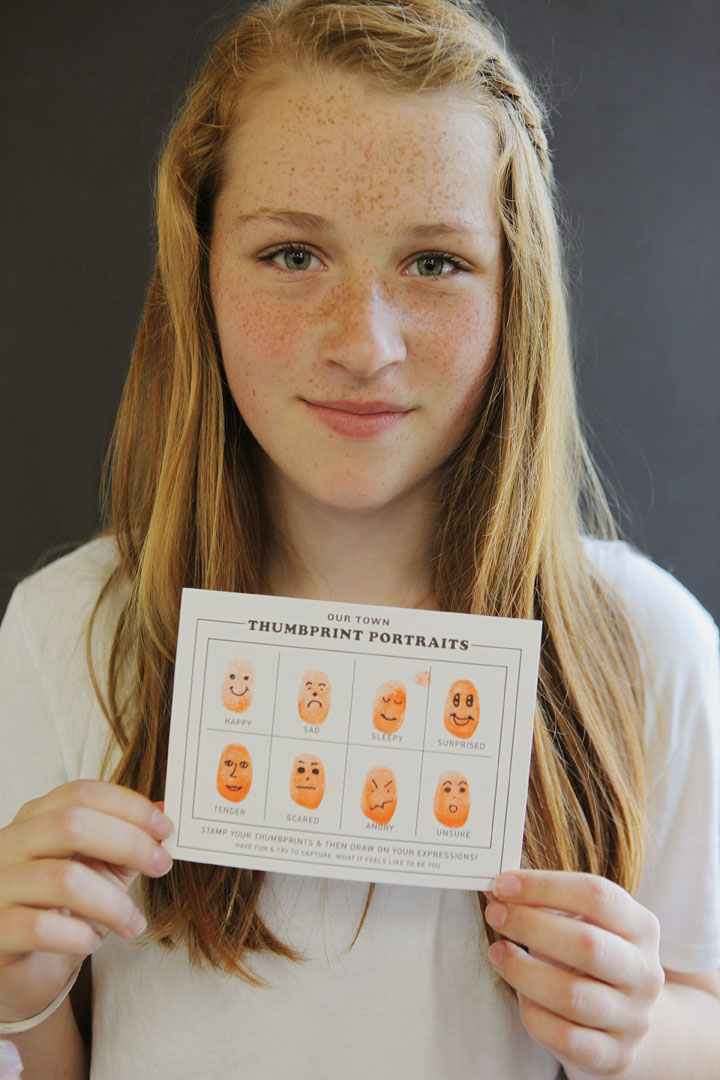 OUR TOWN
THUMBPRINT PORTRAITS
HAPPY SAD SLEEPY SURPRISED
TENDER SCARED ANGRY UNSURE
STAMP YOUR THUMBPRINTS & THEN DRAW ON YOUR EXPRESSIONS!
HAVE FUN & TRY TO CAPTURE WHAT IT FEELS LIKE TO BE YOU